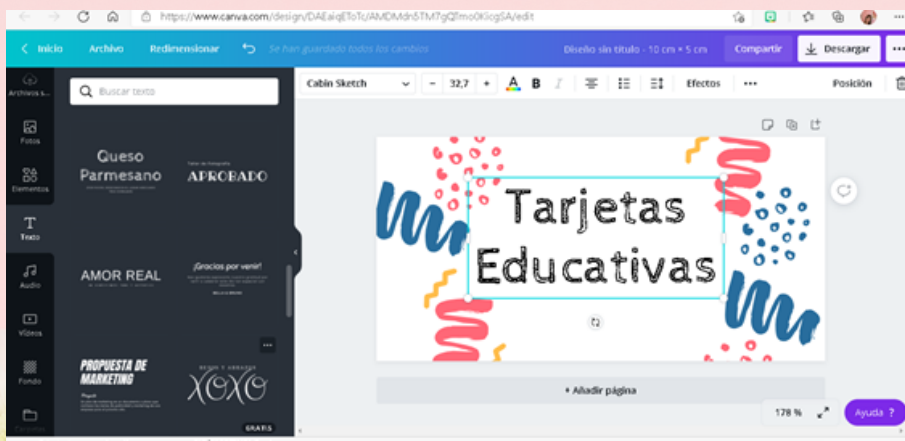 https://www.canva.com/design/DAEaiqEToTc/AMDMdn5TM7gQTmo0KicgSA/edit
Inicio Archivo Redimensionar Se han guardado todos los cambios Diseño sin título - 10 cm × 5 cm Compartir Descargar
Archivos s...
Buscar texto
Cabin Sketch – 32,7 + A B I Efectos ... Posición
Fotos
Elementos
Texto
Audio
Vídeos
Fondo
Queso
Parmesano
APROBADO
AMOR REAL
¡Gracias por venir!
PROPUESTA DE
MARKETING
XOXO
GRATIS
Tarjetas
Educativas
+ Añadir página
178 %
Ayuda ?